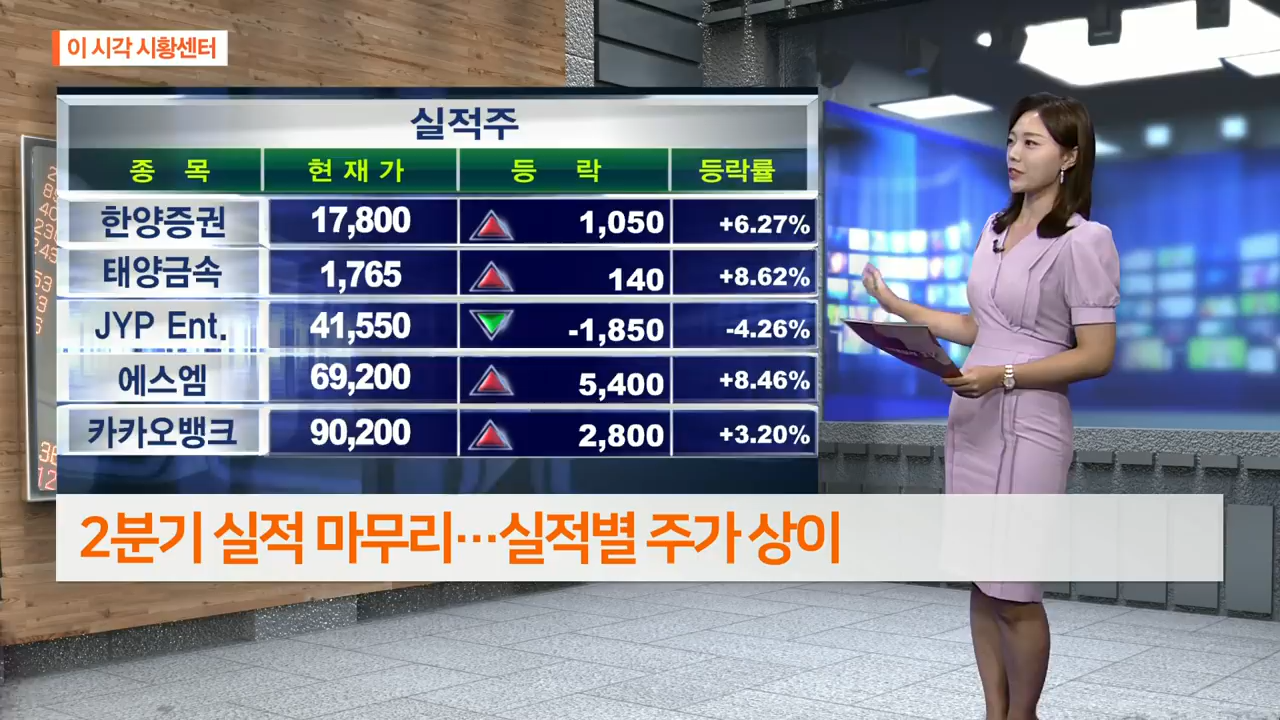 이 시각 시황센터
실적주
종 목 현 재 가 등 락 등락률
한양증권 17,800 ▲ 1,050 +6.27%
태양금속 1,765 ▲ 140 +8.62%
JYP Ent. 41,550 ▼ -1,850 -4.26%
에스엠 69,200 ▲ 5,400 +8.46%
카카오뱅크 90,200 ▲ 2,800 +3.20%
2분기 실적 마무리…실적별 주가 상이